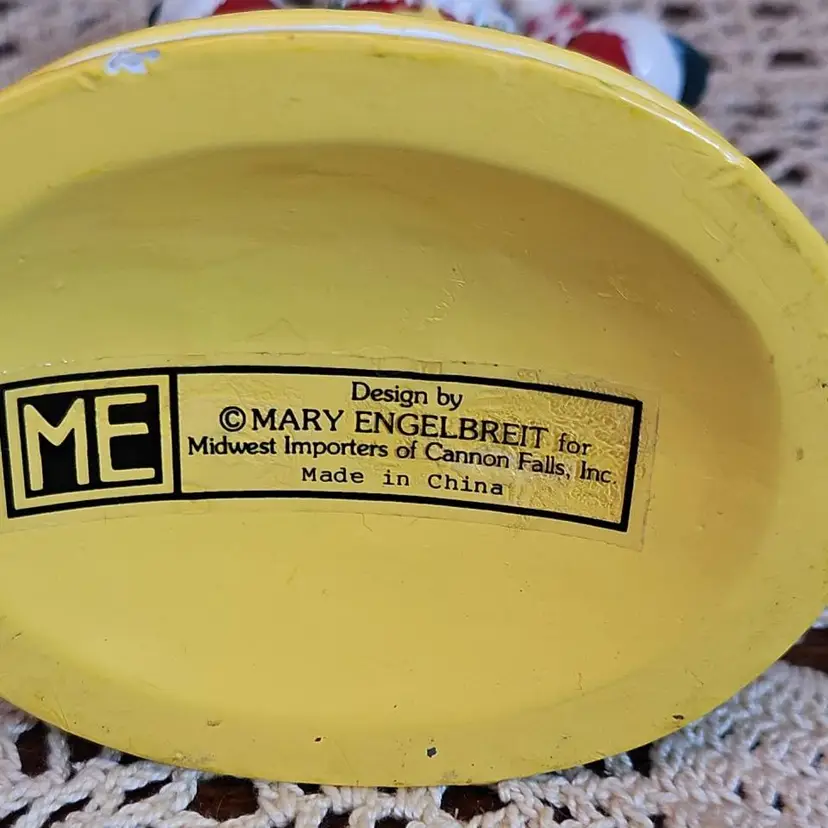 ME
Design by
©MARY ENGELBREIT for
Midwest Importers of Cannon Falls, Inc.
Made in China